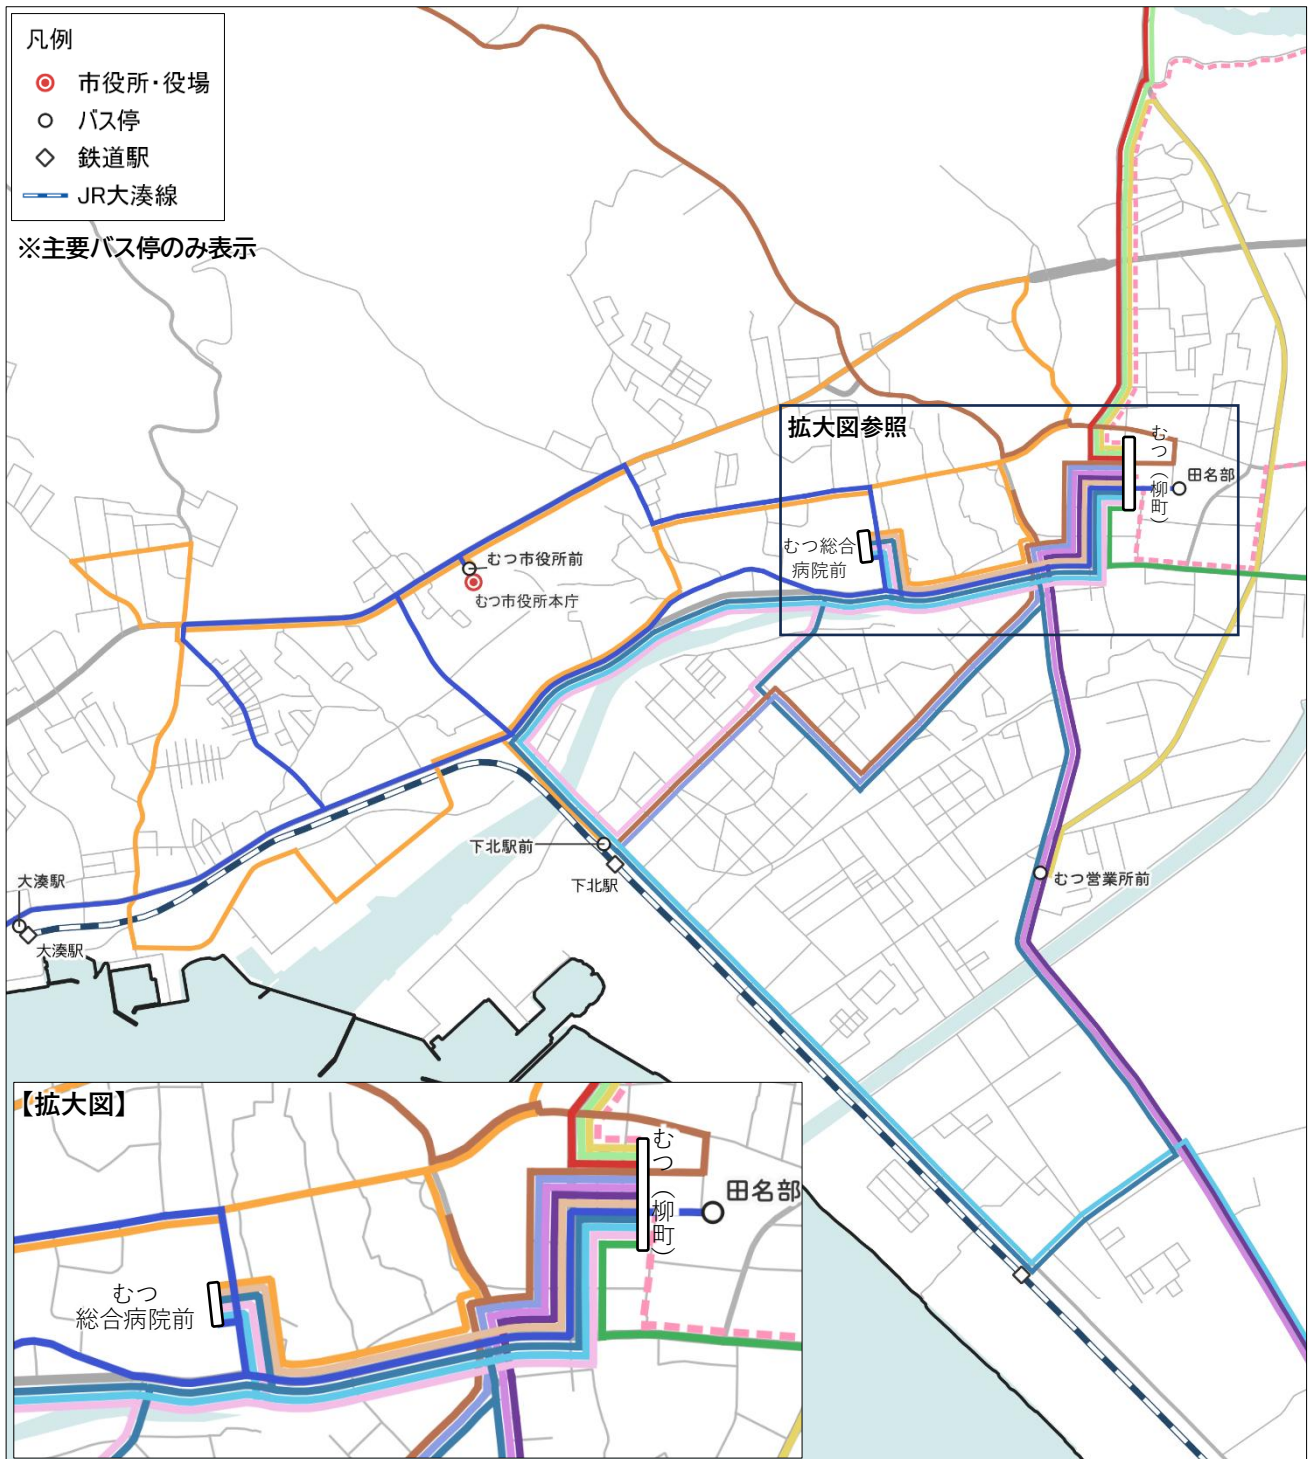 凡例
市役所・役場
バス停
鉄道駅
JR大湊線
※主要バス停のみ表示
拡大図参照
むつ（柳町）
田名部
むつ総合
病院前
むつ市役所前
むつ市役所本庁
下北駅前
下北駅
むつ営業所前
大湊駅
大湊駅
【拡大図】
むつ（柳町）
田名部
むつ
総合病院前